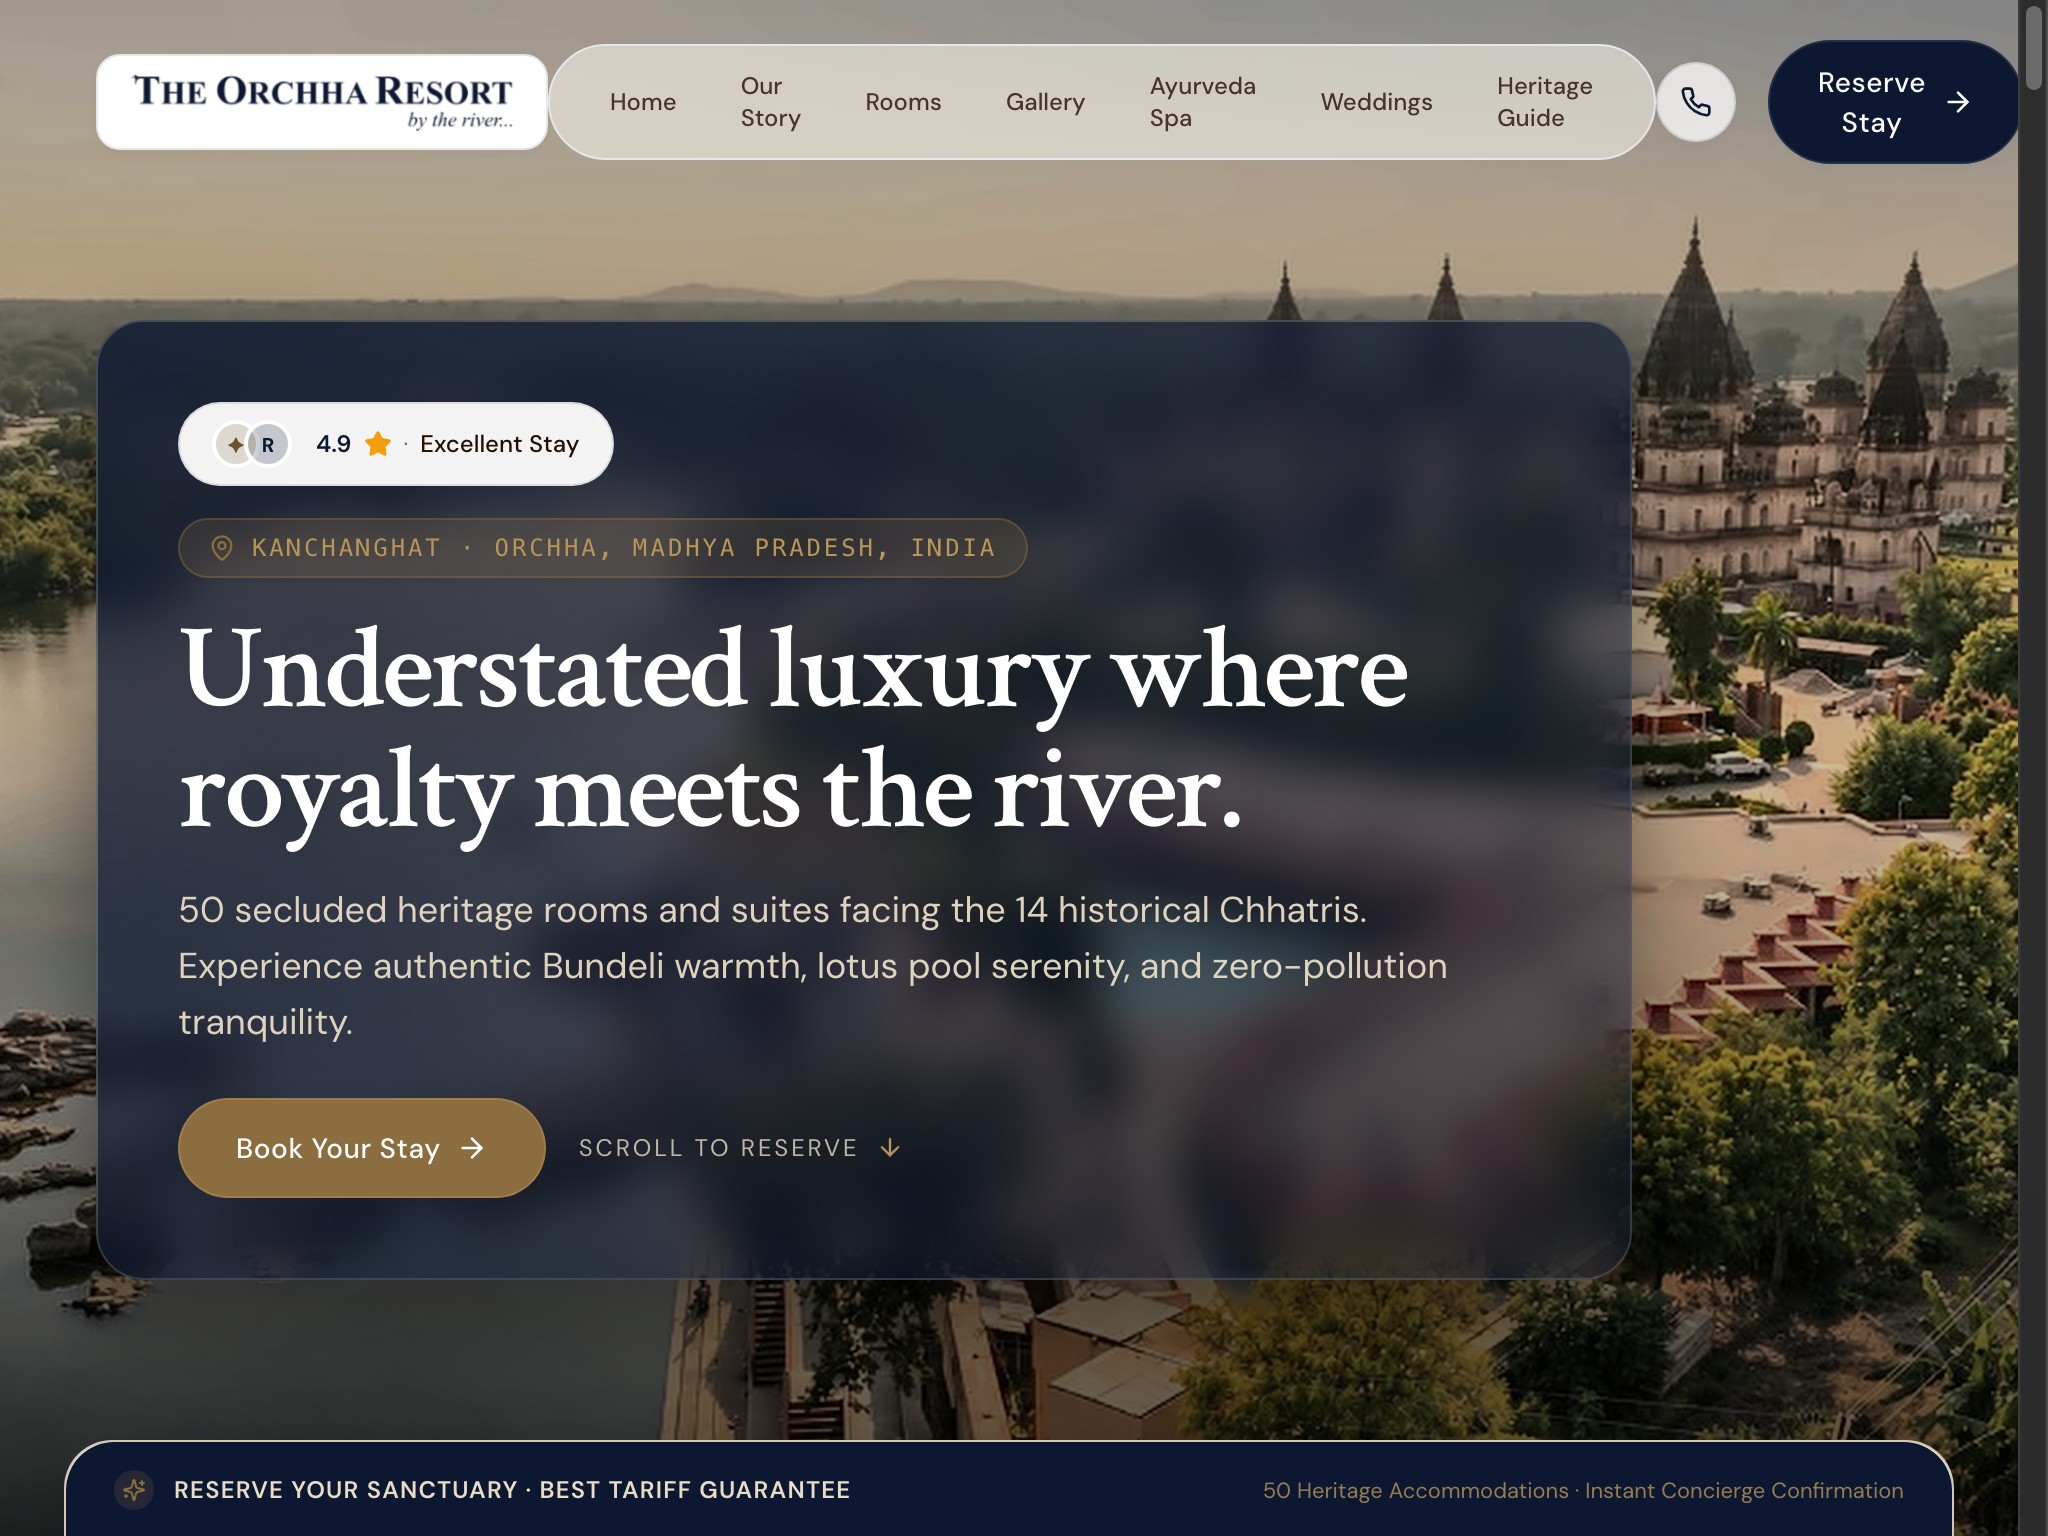 THE ORCHHA RESORT
by the river...
Home
Our
Story
Rooms
Gallery
Ayurveda
Spa
Weddings
Heritage
Guide
Reserve
Stay
R
4.9 · Excellent Stay
KANCHANGHAT · ORCHHA, MADHYA PRADESH, INDIA
Understated luxury where
royalty meets the river.
50 secluded heritage rooms and suites facing the 14 historical Chhatris.
Experience authentic Bundeli warmth, lotus pool serenity, and zero-pollution
tranquility.
Book Your Stay
SCROLL TO RESERVE
RESERVE YOUR SANCTUARY · BEST TARIFF GUARANTEE
50 Heritage Accommodations · Instant Concierge Confirmation